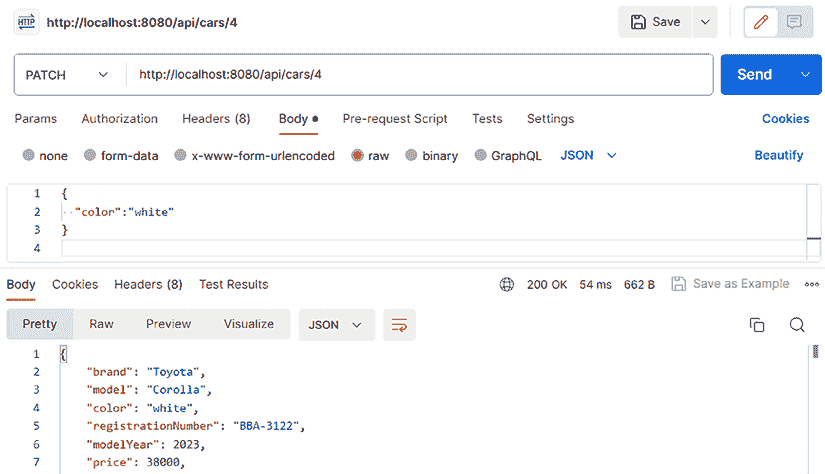 HTTP http://localhost:8080/api/cars/4 Save
PATCH http://localhost:8080/api/cars/4 Send
Params Authorization Headers (8) Body Pre-request Script Tests Settings Cookies
none form-data x-www-form-urlencoded raw binary GraphQL JSON Beautify
1 {
2 "color":"white"
3 }
4
Body Cookies Headers (8) Test Results 200 OK 54 ms 662 B Save as Example
Pretty Raw Preview Visualize JSON
1 {
2 "brand": "Toyota",
3 "model": "Corolla",
4 "color": "white",
5 "registrationNumber": "BBA-3122",
6 "modelYear": 2023,
7 "price": 38000,